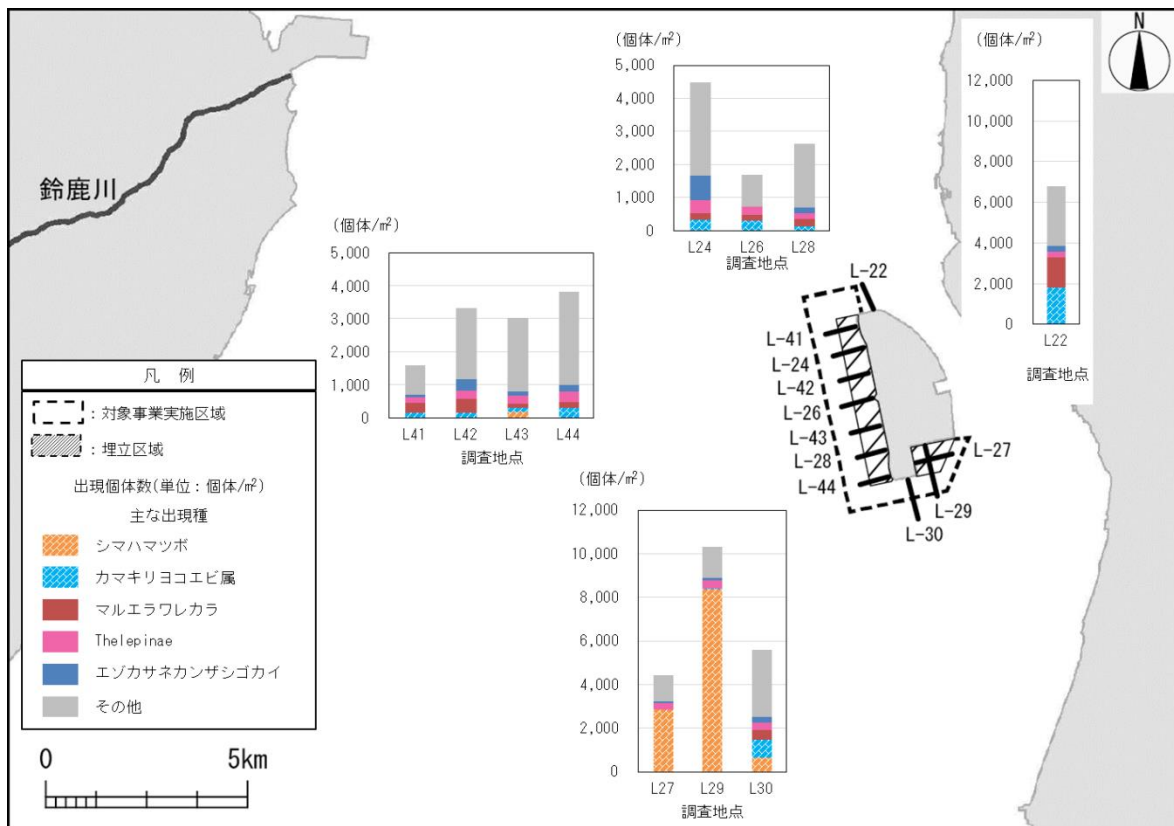 N
鈴鹿川
(個体/㎡)
5,000
4,000
3,000
2,000
1,000
0
L24 L26 L28
調査地点
(個体/㎡)
12,000
10,000
8,000
6,000
4,000
2,000
0
L22
調査地点
(個体/㎡)
5,000
4,000
3,000
2,000
1,000
0
L41 L42 L43 L44
調査地点
L-22
L-41
L-24
L-42
L-26
L-43
L-28
L-44
L-27
L-29
L-30
(個体/㎡)
12,000
10,000
8,000
6,000
4,000
2,000
0
L27 L29 L30
調査地点
凡 例
:対象事業実施区域
:埋立区域
出現個体数(単位:個体/㎡)
主な出現種
シマハマツボ
カマキリヨコエビ属
マルエラワレカラ
Thelepinae
エゾカサネカンザシゴカイ
その他
0 5km